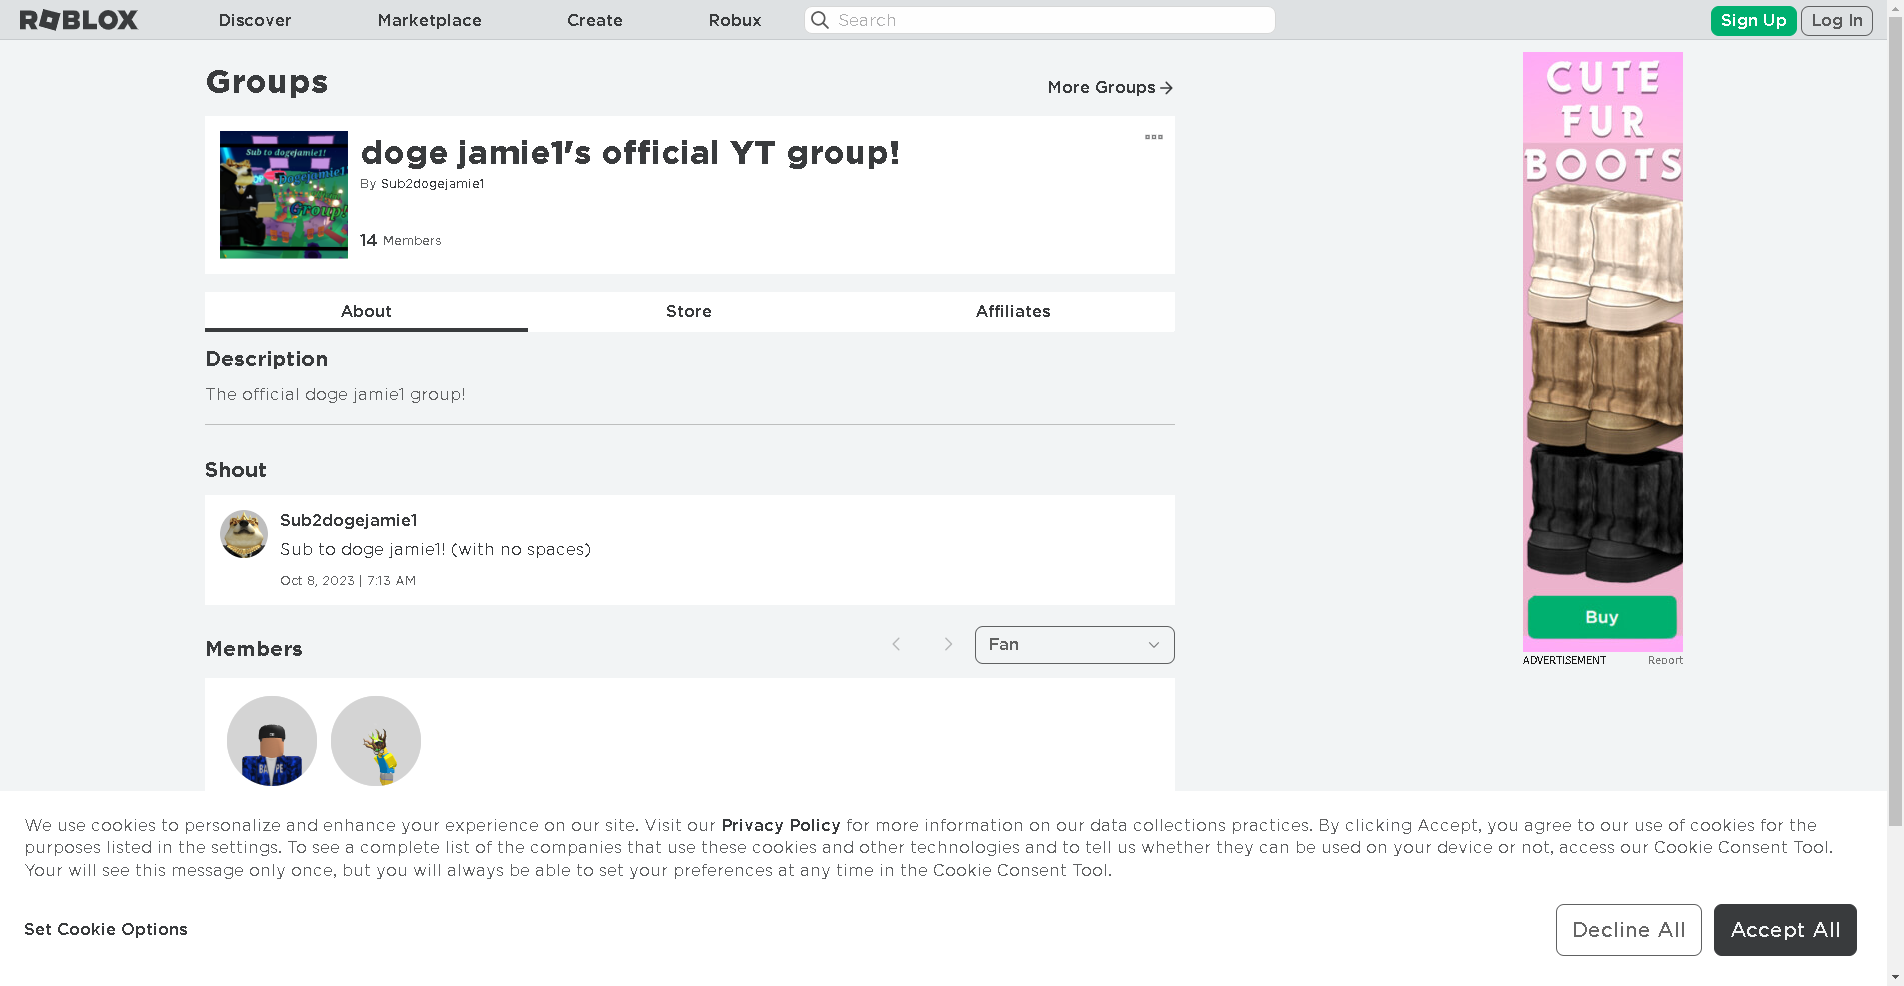 ROBLOX
Discover
Marketplace
Create
Robux
Search
Sign Up
Log In
Groups
More Groups
Sub to dogejamie1!
Dogejamie1
Group!
doge jamie1's official YT group!
By Sub2dogejamie1
14 Members
About
Store
Affiliates
Description
The official doge jamie1 group!
Shout
Sub2dogejamie1
Sub to doge jamie1! (with no spaces)
Oct 8, 2023 | 7:13 AM
Members
Fan
CUTE
FUR
BOOTS
Buy
ADVERTISEMENT
Report
We use cookies to personalize and enhance your experience on our site. Visit our Privacy Policy for more information on our data collections practices. By clicking Accept, you agree to our use of cookies for the
purposes listed in the settings. To see a complete list of the companies that use these cookies and other technologies and to tell us whether they can be used on your device or not, access our Cookie Consent Tool.
Your will see this message only once, but you will always be able to set your preferences at any time in the Cookie Consent Tool.
Set Cookie Options
Decline All
Accept All